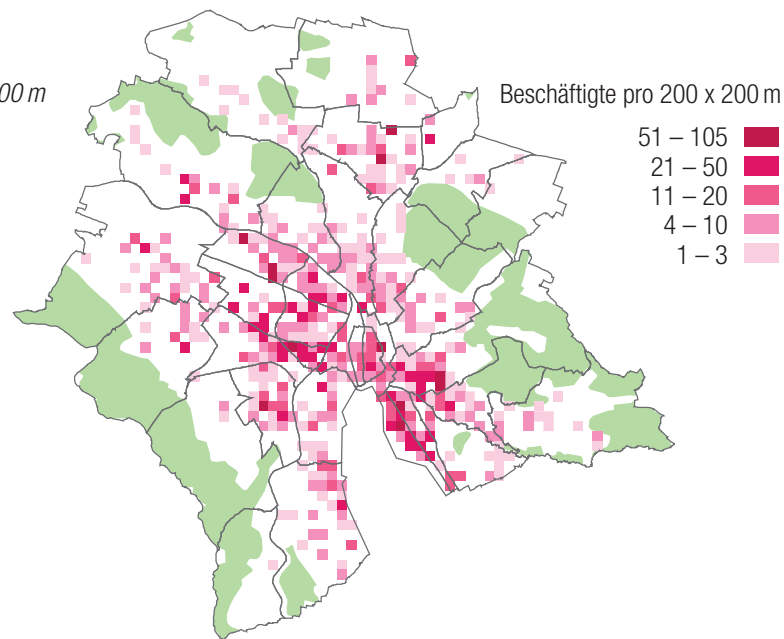 00 m
Beschäftigte pro 200 x 200 m
51 – 105
21 – 50
11 – 20
4 – 10
1 – 3